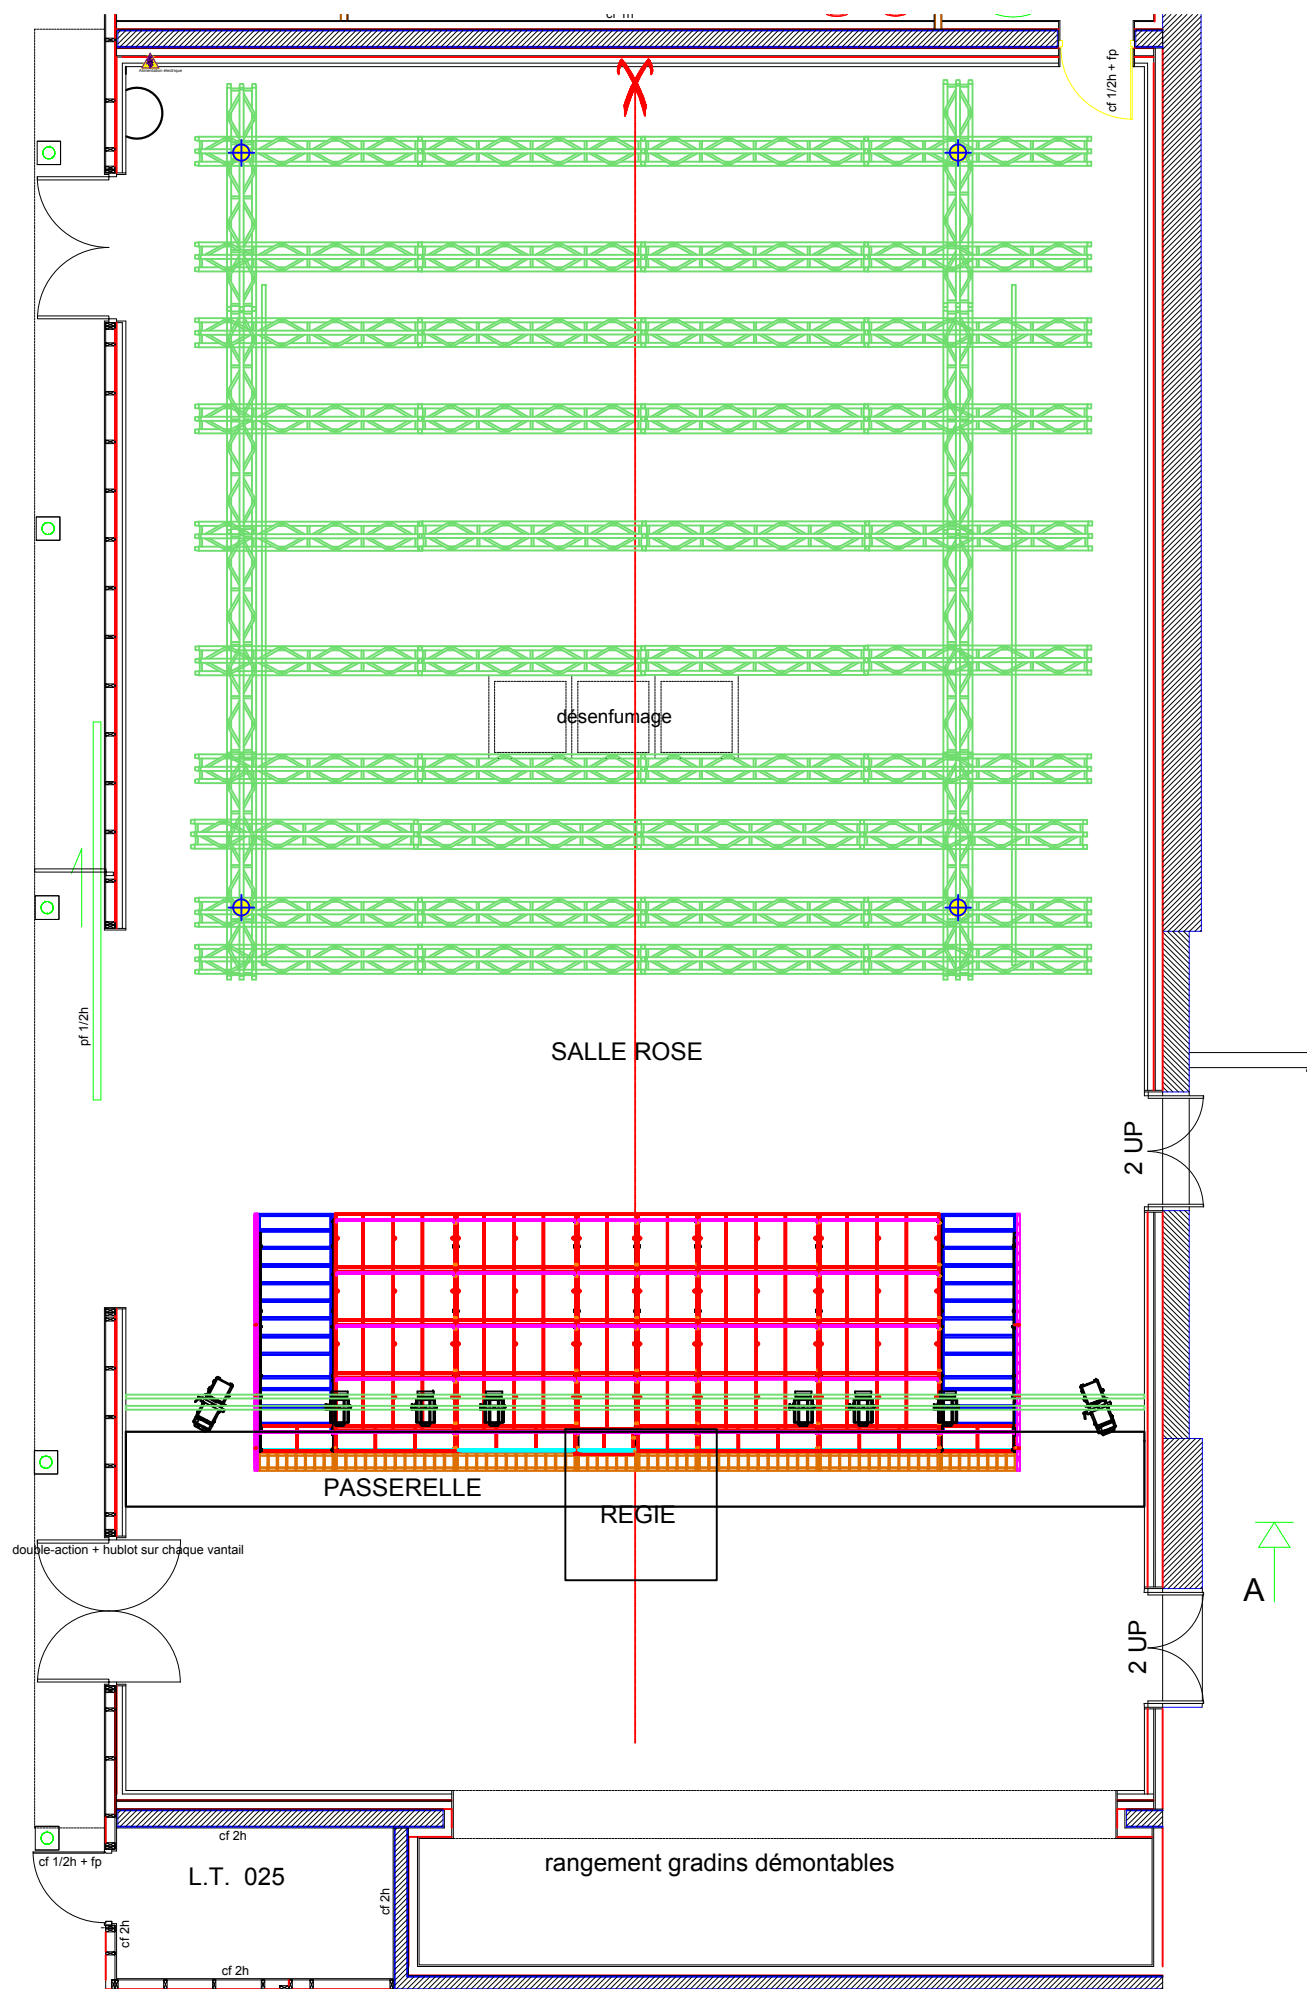 Alimentation électrique
cf 1/2h + fp
désenfumage
pf 1/2h
SALLE ROSE
2 UP
PASSERELLE
REGIE
double-action + hublot sur chaque vantail
A
2 UP
cf 2h
cf 1/2h + fp
L.T. 025
rangement gradins démontables
cf 2h
cf 2h
cf 2h